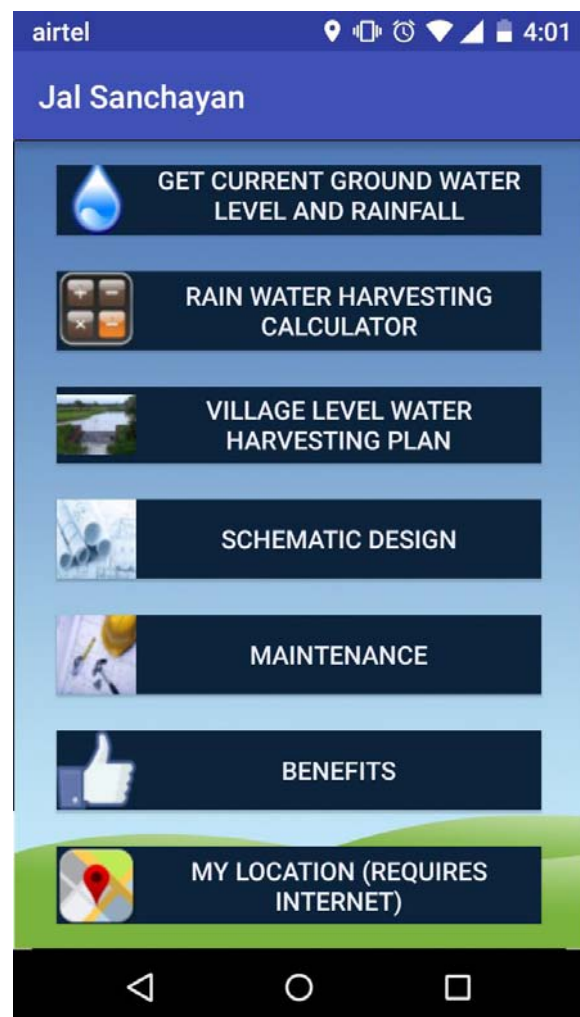 airtel 4:01
Jal Sanchayan
GET CURRENT GROUND WATER
LEVEL AND RAINFALL
RAIN WATER HARVESTING
CALCULATOR
VILLAGE LEVEL WATER
HARVESTING PLAN
SCHEMATIC DESIGN
MAINTENANCE
BENEFITS
MY LOCATION (REQUIRES
INTERNET)